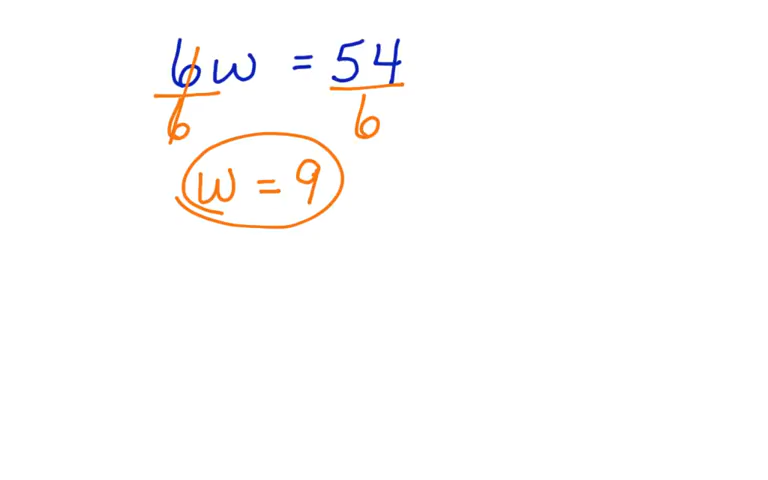 6w = 54
6 6
w = 9